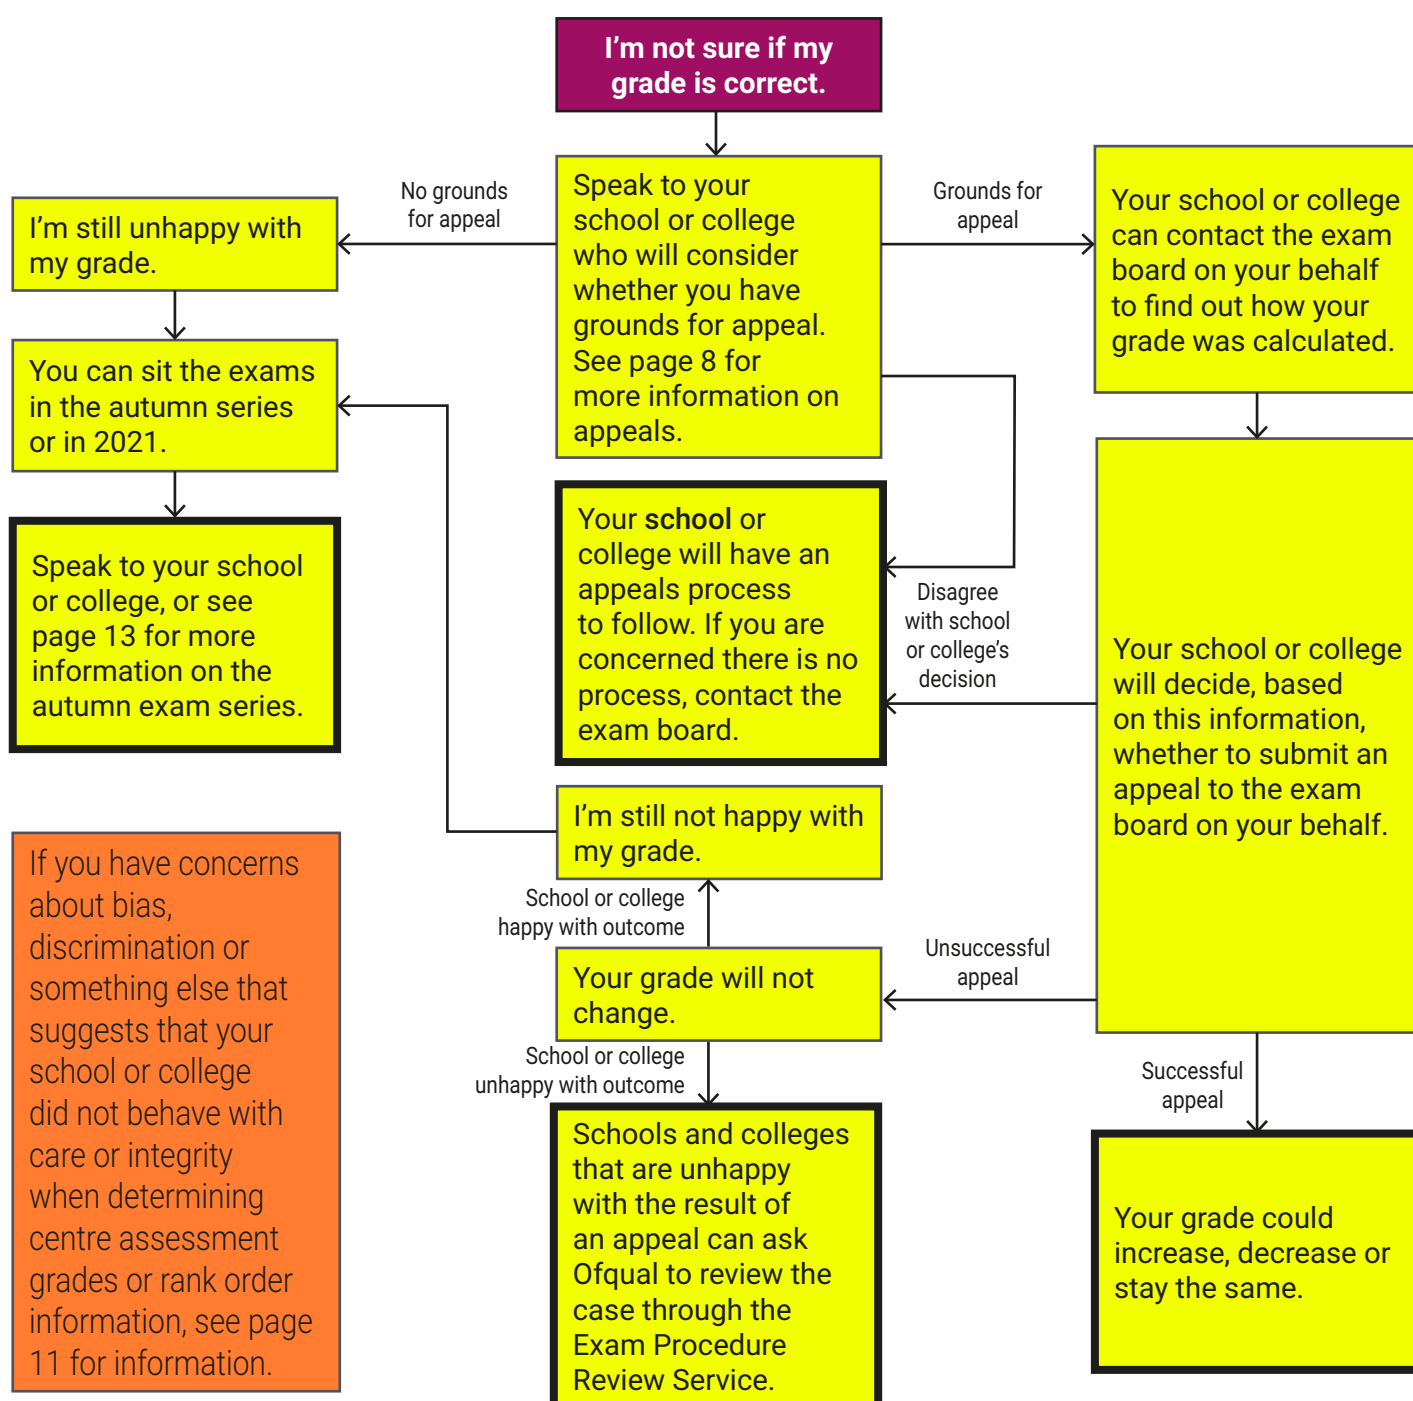 I'm not sure if my
grade is correct.
No grounds
for appeal
Speak to your
school or college
who will consider
whether you have
grounds for appeal.
See page 8 for
more information on
appeals.
Grounds for
appeal
Your school or college
can contact the exam
board on your behalf
to find out how your
grade was calculated.
I'm still unhappy with
my grade.
You can sit the exams
in the autumn series
or in 2021.
Speak to your school
or college, or see
page 13 for more
information on the
autumn exam series.
Your school or
college will have an
appeals process
to follow. If you are
concerned there is no
process, contact the
exam board.
Disagree
with school
or college's
decision
Your school or college
will decide, based
on this information,
whether to submit an
appeal to the exam
board on your behalf.
I'm still not happy with
my grade.
School or college
happy with outcome
Your grade will not
change.
Unsuccessful
appeal
School or college
unhappy with outcome
Successful
appeal
Schools and colleges
that are unhappy
with the result of
an appeal can ask
Ofqual to review the
case through the
Exam Procedure
Review Service.
Your grade could
increase, decrease or
stay the same.
If you have concerns
about bias,
discrimination or
something else that
suggests that your
school or college
did not behave with
care or integrity
when determining
centre assessment
grades or rank order
information, see page
11 for information.